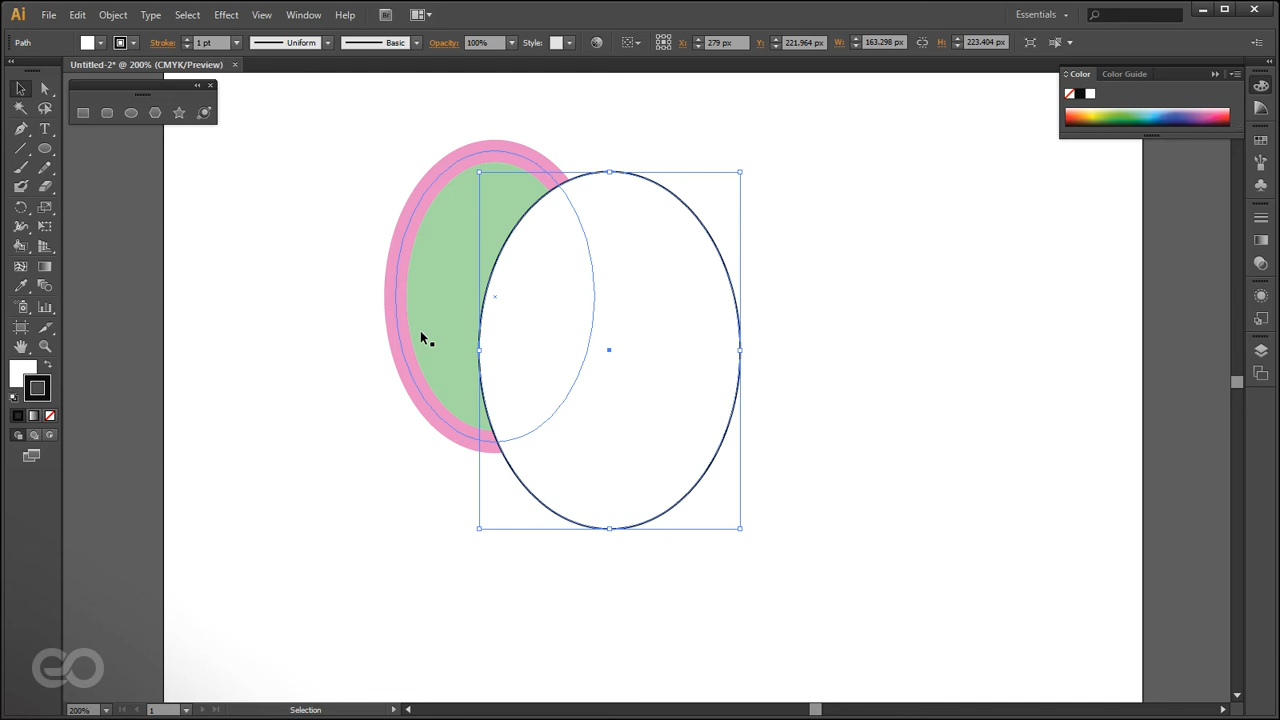 Ai File Edit Object Type Select Effect View Window Help Br Essentials
Path Stroke: 1 pt Uniform Basic Opacity: 100% Style: X: 279 px Y: 221.964 px W: 163.298 px H: 223.404 px
Untitled-2* @ 200% (CMYK/Preview)
Color Color Guide
200% 1 Selection